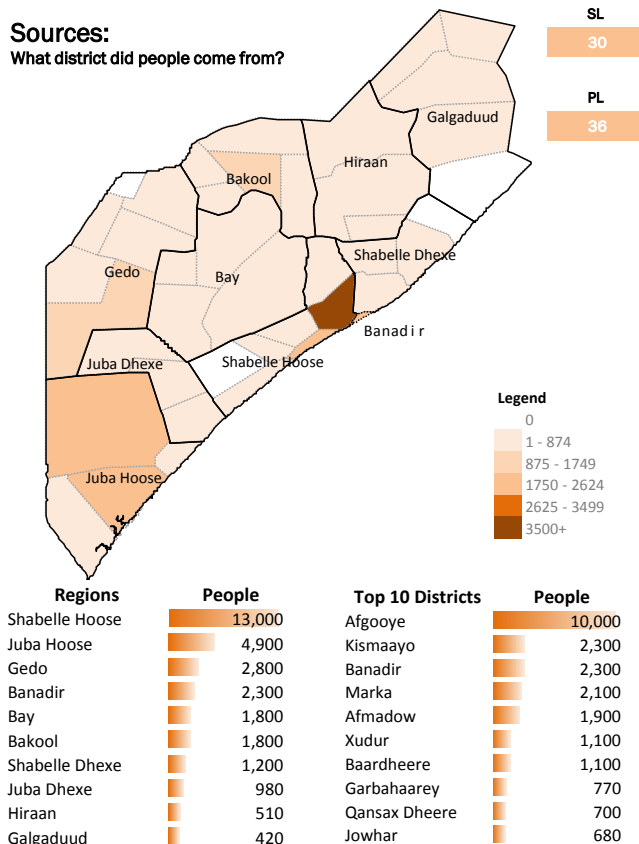 Sources:
What district did people come from?
SL
30
PL
36
Galgaduud
Hiraan
Bakool
Shabelle Dhexe
Gedo
Bay
Banadir
Juba Dhexe
Shabelle Hoose
Juba Hoose
Legend
0
1 - 874
875 - 1749
1750 - 2624
2625 - 3499
3500+
Regions People
Shabelle Hoose 13,000
Juba Hoose 4,900
Gedo 2,800
Banadir 2,300
Bay 1,800
Bakool 1,800
Shabelle Dhexe 1,200
Juba Dhexe 980
Hiraan 510
Galgaduud 420
Top 10 Districts People
Afgooye 10,000
Kismaayo 2,300
Banadir 2,300
Marka 2,100
Afmadow 1,900
Xudur 1,100
Baardheere 1,100
Garbahaarey 770
Qansax Dheere 700
Jowhar 680